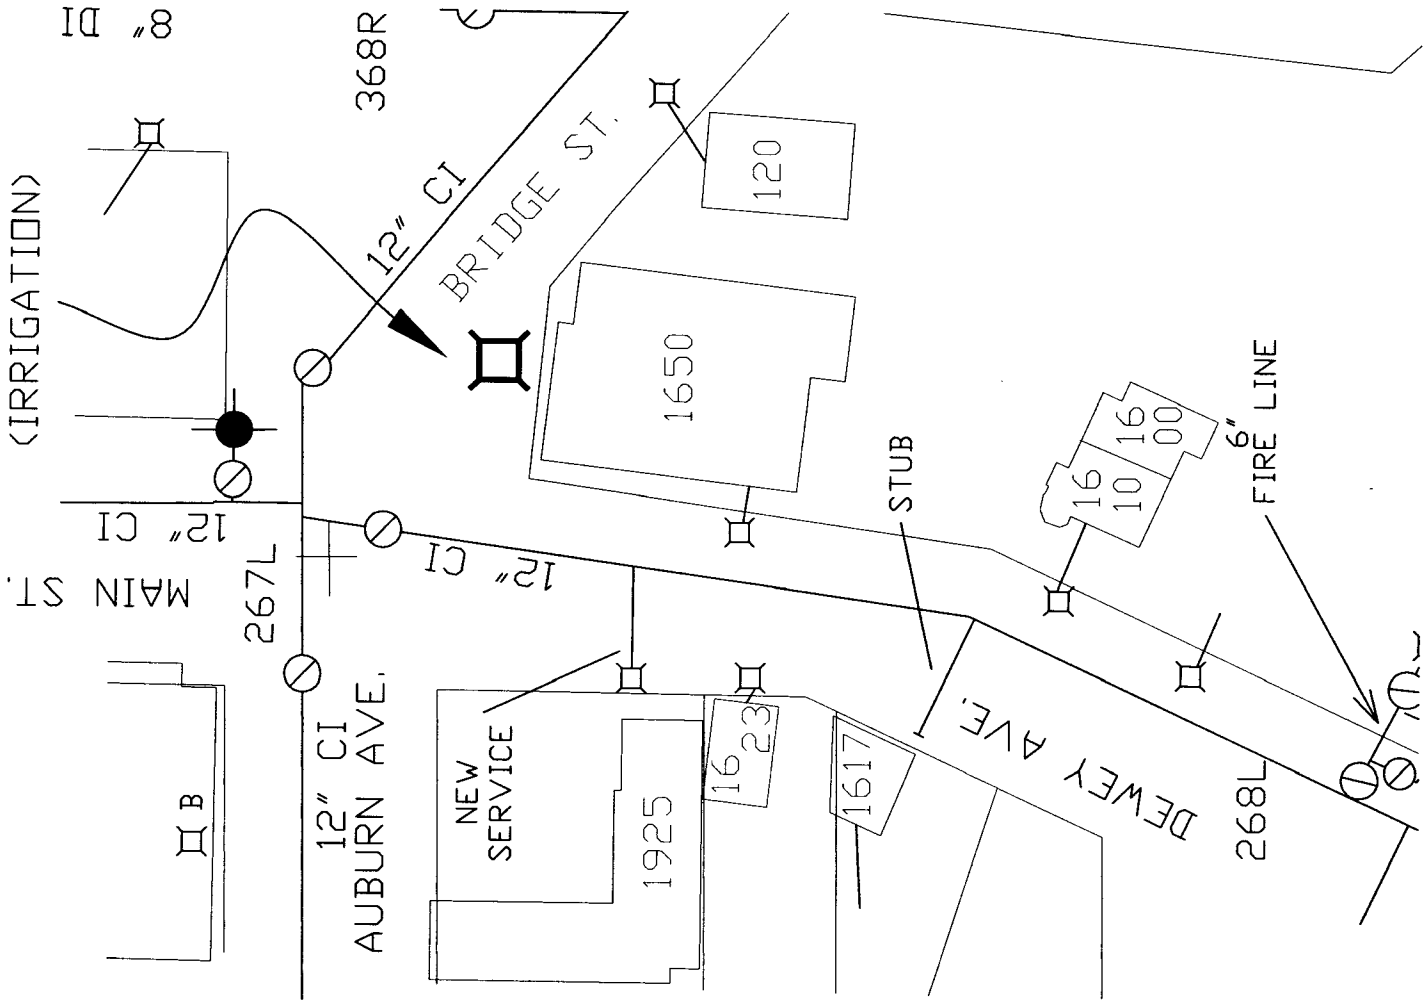 8" DI
368R
(IRRIGATION)
12" CI
BRIDGE ST.
120
1650
12" CI
MAIN ST.
267L
12" CI
STUB
16
00
16
10
6"
FIRE LINE
B
12" CI
AUBURN AVE.
NEW
SERVICE
1925
16
23
1617
DEWEY AVE.
268L